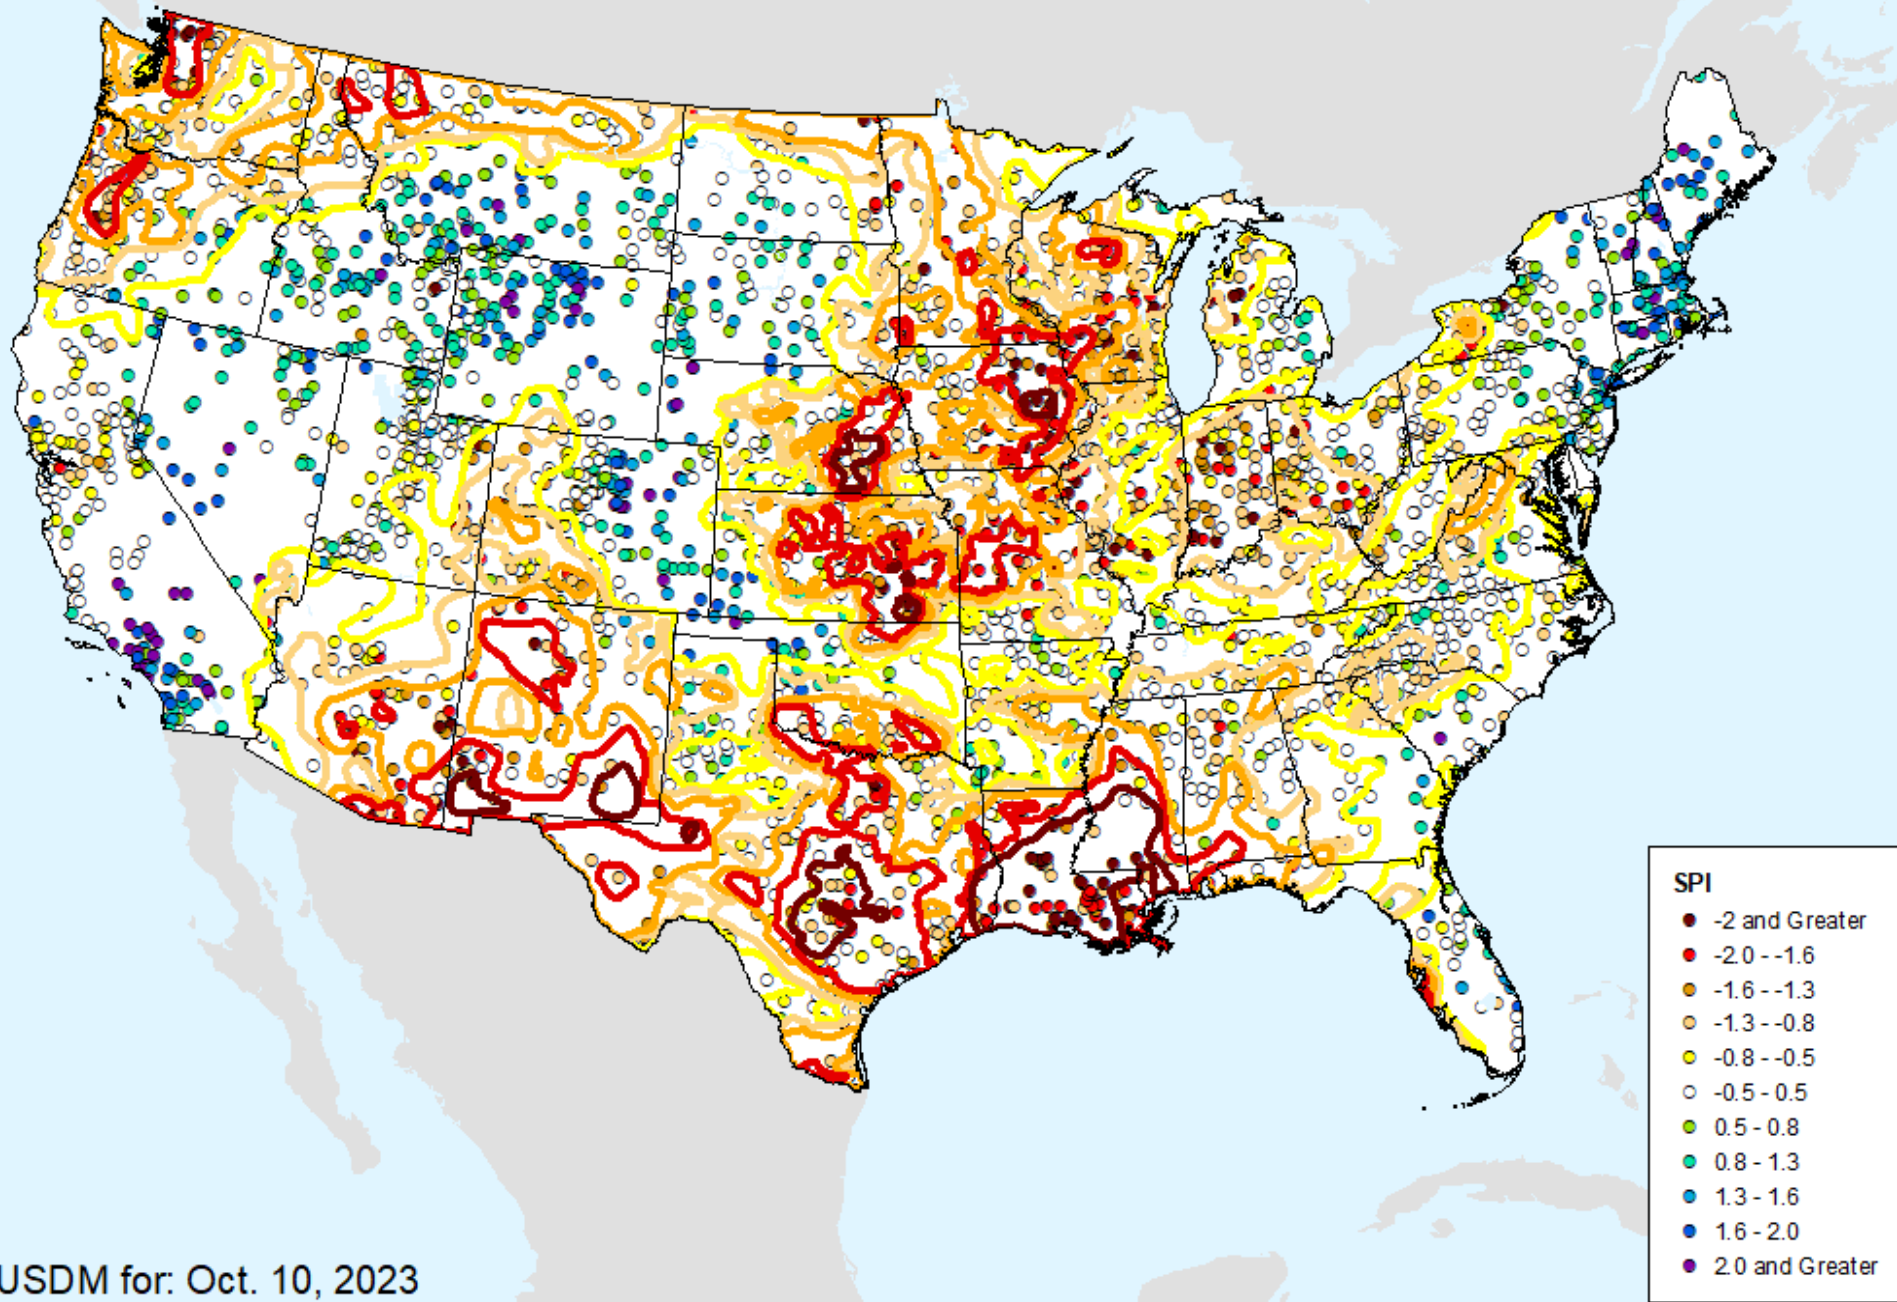 SPI
-2 and Greater
-2.0 - -1.6
-1.6 - -1.3
-1.3 - -0.8
-0.8 - -0.5
-0.5 - 0.5
0.5 - 0.8
0.8 - 1.3
1.3 - 1.6
1.6 - 2.0
2.0 and Greater
USDM for: Oct. 10, 2023